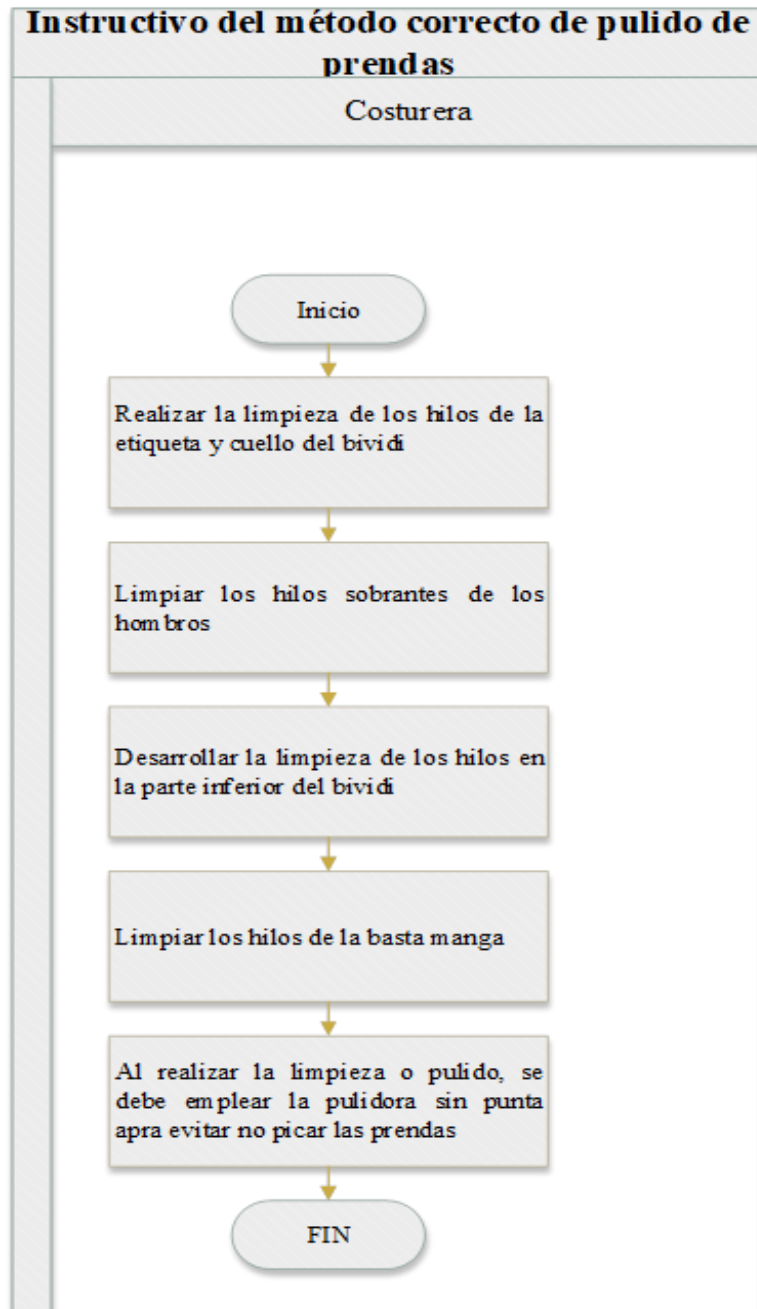 Instructivo del método correcto de pulido de
prendas
Costurera
Inicio
Realizar la limpieza de los hilos de la
etiqueta y cuello del bividi
Limpiar los hilos sobrantes de los
hombros
Desarrollar la limpieza de los hilos en
la parte inferior del bividi
Limpiar los hilos de la basta manga
Al realizar la limpieza o pulido, se
debe emplear la pulidora sin punta
apra evitar no picar las prendas
FIN